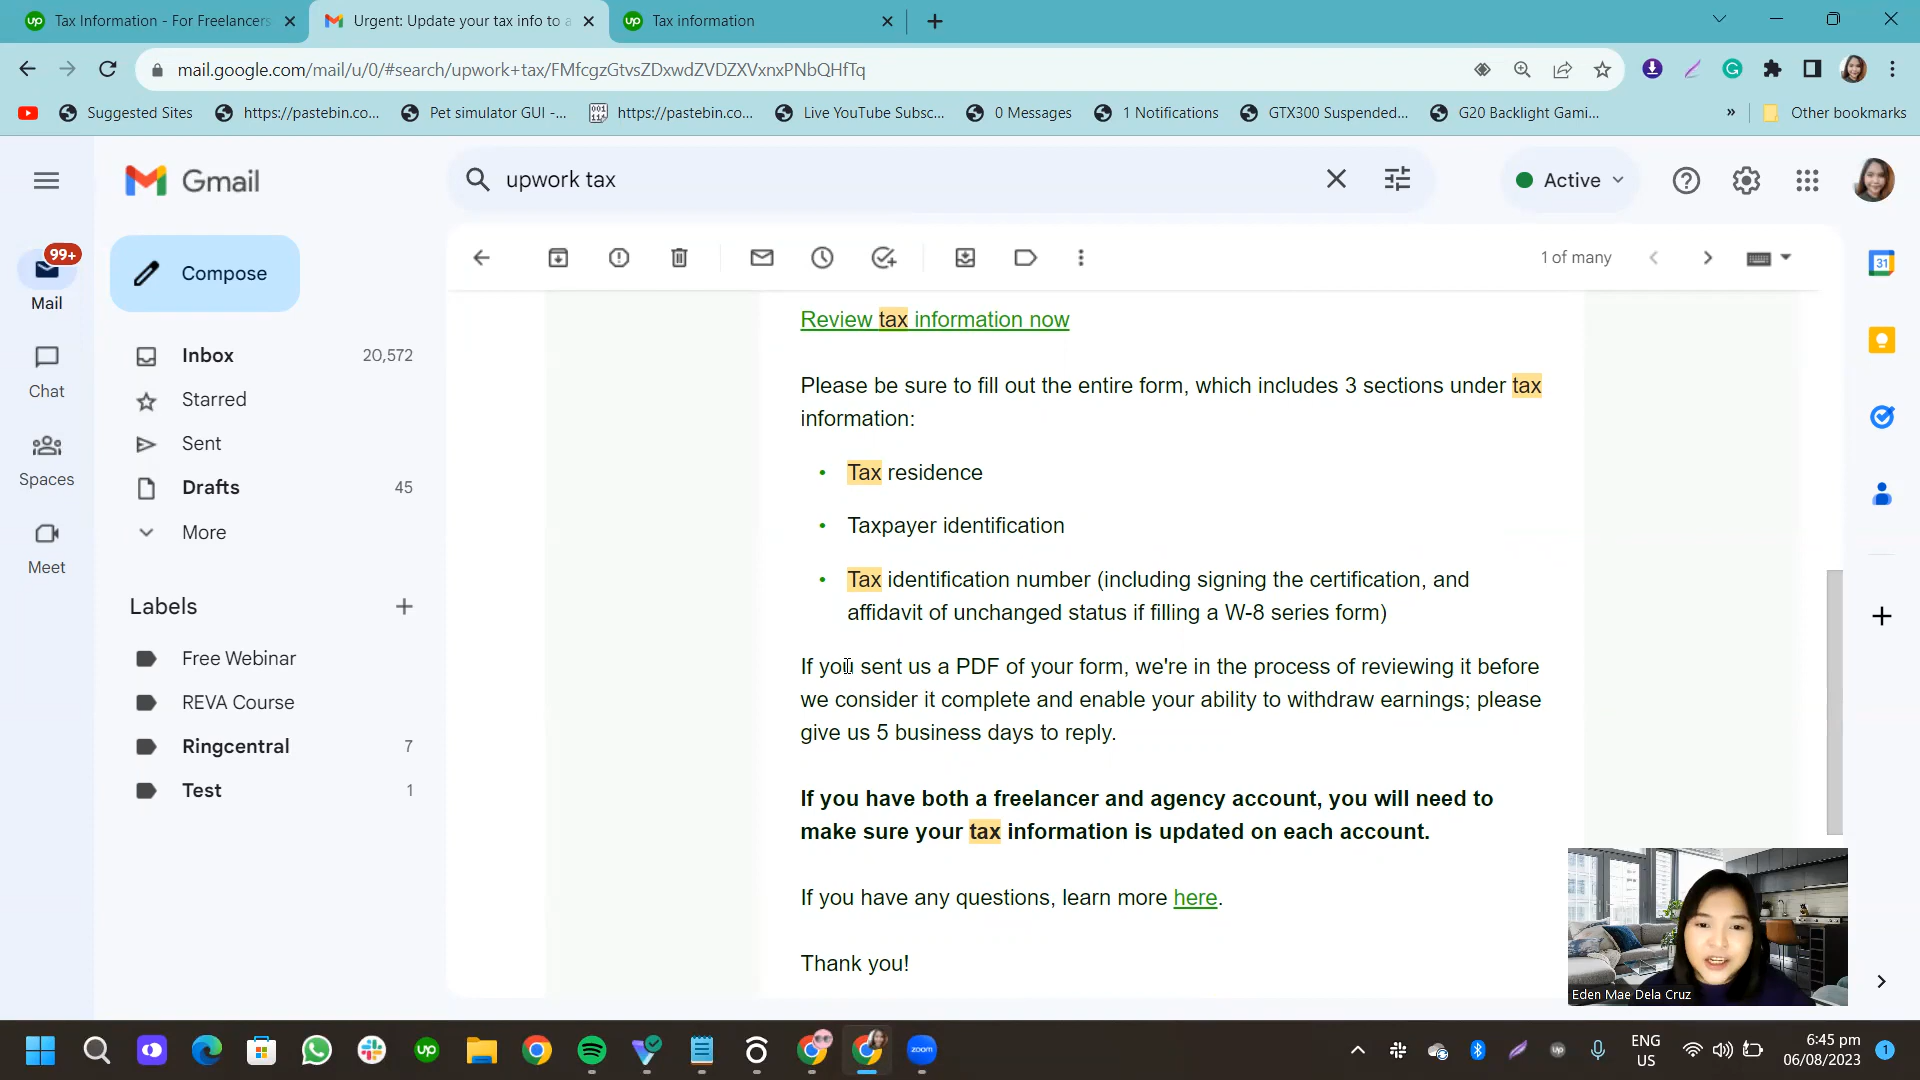 Tax Information - For Freelancers
Urgent: Update your tax info to a
Tax information
mail.google.com/mail/u/0/#search/upwork+tax/FMfcgzGtvsZDxwdZVDZXVxnxPNbQHfTq
Suggested Sites
https://pastebin.co...
Pet simulator GUI -...
https://pastebin.co...
Live YouTube Subsc...
0 Messages
1 Notifications
GTX300 Suspended...
G20 Backlight Gami...
»
Other bookmarks
Gmail
upwork tax
Active
99+
Mail
Chat
Spaces
Meet
Compose
Inbox 20,572
Starred
Sent
Drafts 45
More
Labels
Free Webinar
REVA Course
Ringcentral 7
Test 1
1 of many
Review tax information now
Please be sure to fill out the entire form, which includes 3 sections under tax
information:
• Tax residence
• Taxpayer identification
• Tax identification number (including signing the certification, and
affidavit of unchanged status if filling a W-8 series form)
If you sent us a PDF of your form, we're in the process of reviewing it before
we consider it complete and enable your ability to withdraw earnings; please
give us 5 business days to reply.
If you have both a freelancer and agency account, you will need to
make sure your tax information is updated on each account.
If you have any questions, learn more here.
Thank you!
31
Eden Mae Dela Cruz
up
zoom
ENG
US
6:45 pm
06/08/2023
1